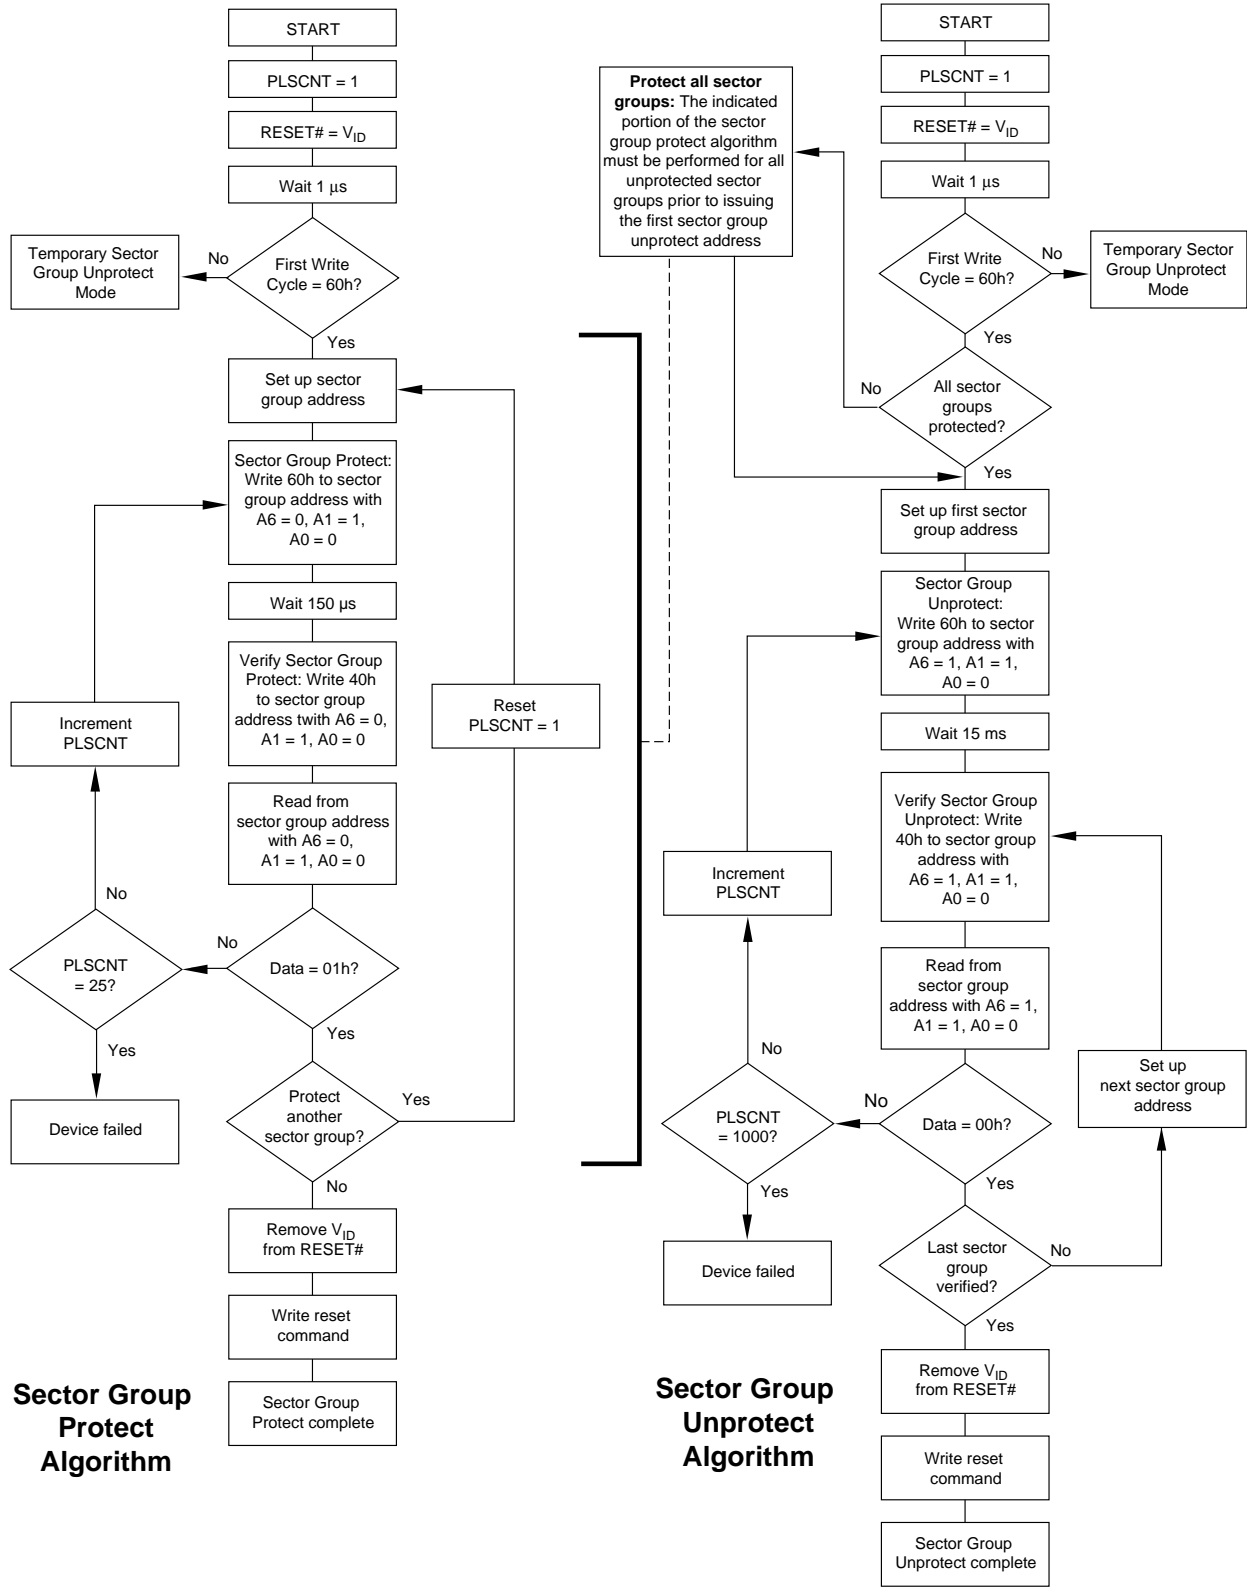 START
PLSCNT = 1
RESET# = VID
Wait 1 μs
First Write
Cycle = 60h?
No
Temporary Sector
Group Unprotect
Mode
Yes
Set up sector
group address
Sector Group Protect:
Write 60h to sector
group address with
A6 = 0, A1 = 1,
A0 = 0
Wait 150 µs
Verify Sector Group
Protect: Write 40h
to sector group
address twith A6 = 0,
A1 = 1, A0 = 0
Reset
PLSCNT = 1
Increment
PLSCNT
Read from
sector group address
with A6 = 0,
A1 = 1, A0 = 0
No
No
PLSCNT
= 25?
Data = 01h?
Yes
Yes
Device failed
Protect
another
sector group?
Yes
No
Remove VID
from RESET#
Write reset
command
Sector Group
Protect complete
Sector Group
Protect
Algorithm
Protect all sector
groups: The indicated
portion of the sector
group protect algorithm
must be performed for all
unprotected sector
groups prior to issuing
the first sector group
unprotect address
START
PLSCNT = 1
RESET# = VID
Wait 1 μs
First Write
Cycle = 60h?
No
Temporary Sector
Group Unprotect
Mode
Yes
No
All sector
groups
protected?
Yes
Set up first sector
group address
Sector Group
Unprotect:
Write 60h to sector
group address with
A6 = 1, A1 = 1,
A0 = 0
Wait 15 ms
Verify Sector Group
Unprotect: Write
40h to sector group
address with
A6 = 1, A1 = 1,
A0 = 0
Increment
PLSCNT
Read from
sector group
address with A6 = 1,
A1 = 1, A0 = 0
No
No
PLSCNT
= 1000?
Data = 00h?
Set up
next sector group
address
Yes
Yes
Device failed
Last sector
group
verified?
No
Yes
Remove VID
from RESET#
Write reset
command
Sector Group
Unprotect complete
Sector Group
Unprotect
Algorithm